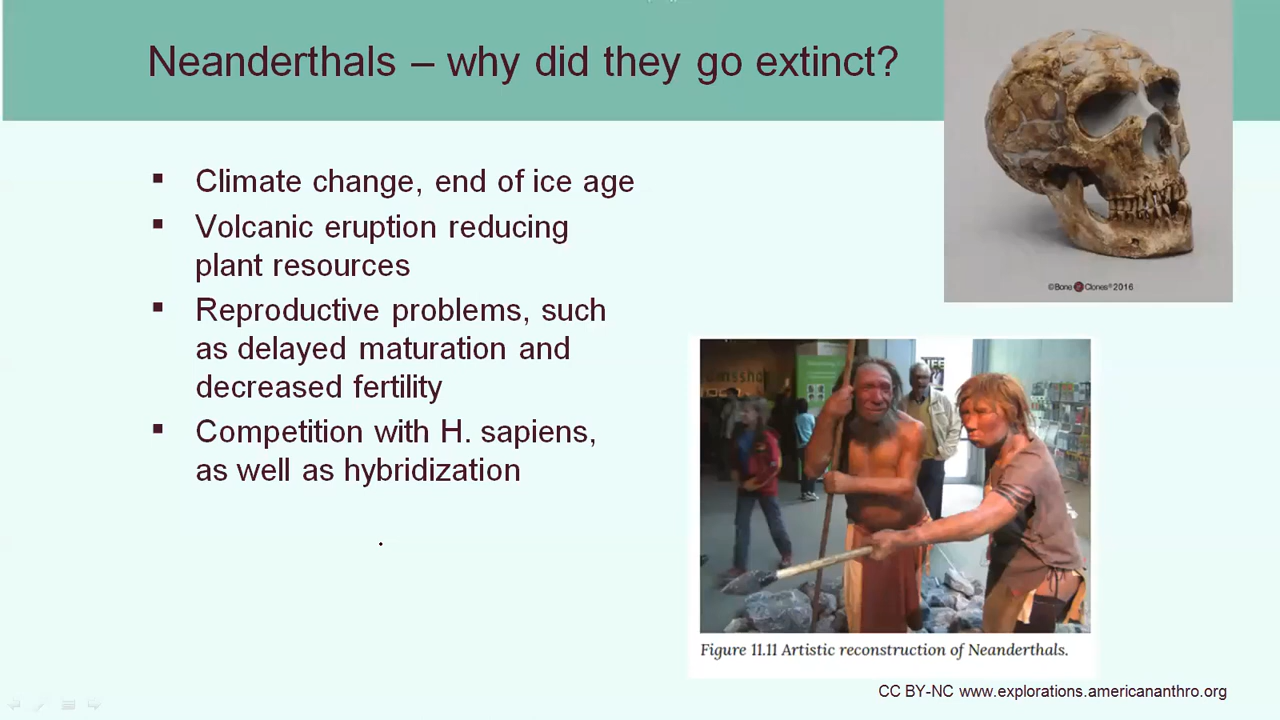 Neanderthals – why did they go extinct?
▪ Climate change, end of ice age
▪ Volcanic eruption reducing
plant resources
▪ Reproductive problems, such
as delayed maturation and
decreased fertility
▪ Competition with H. sapiens,
as well as hybridization
.
©Bone Clones® 2016
Figure 11.11 Artistic reconstruction of Neanderthals.
CC BY-NC www.explorations.americananthro.org